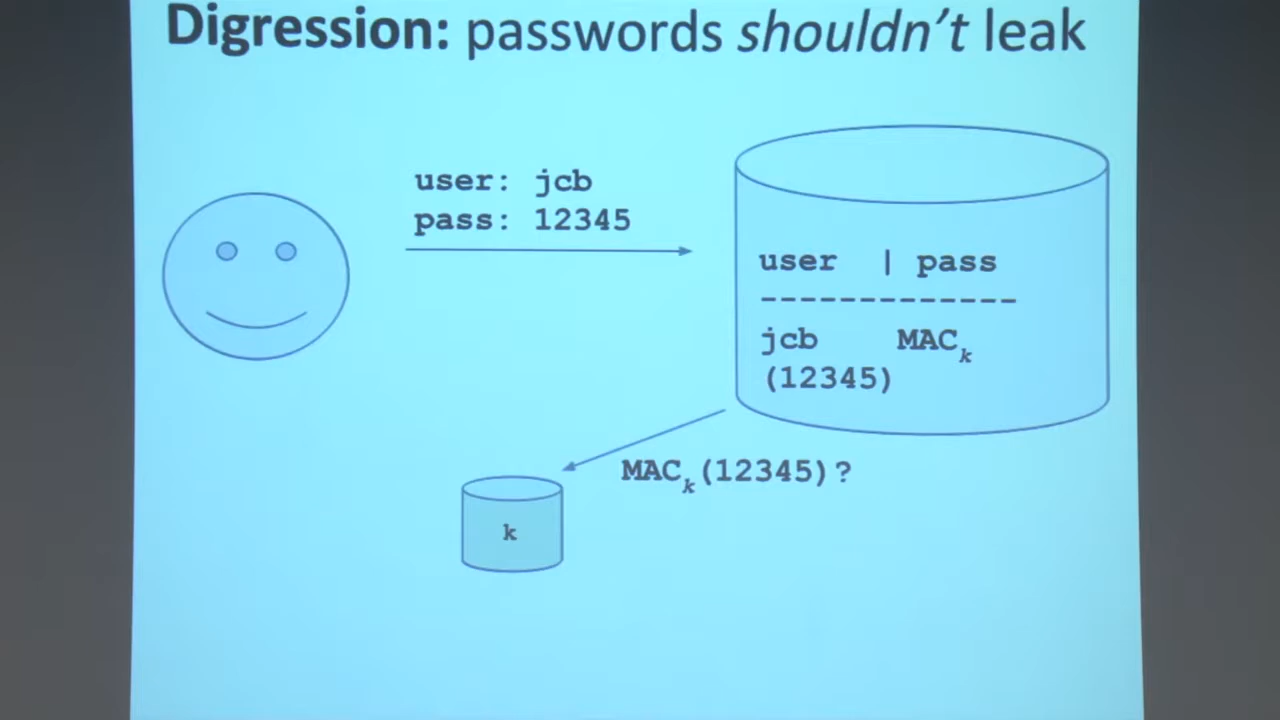 Digression: passwords shouldn't leak
user: jcb
pass: 12345
user | pass
-------------
jcb MACk
(12345)
MACk(12345)?
k